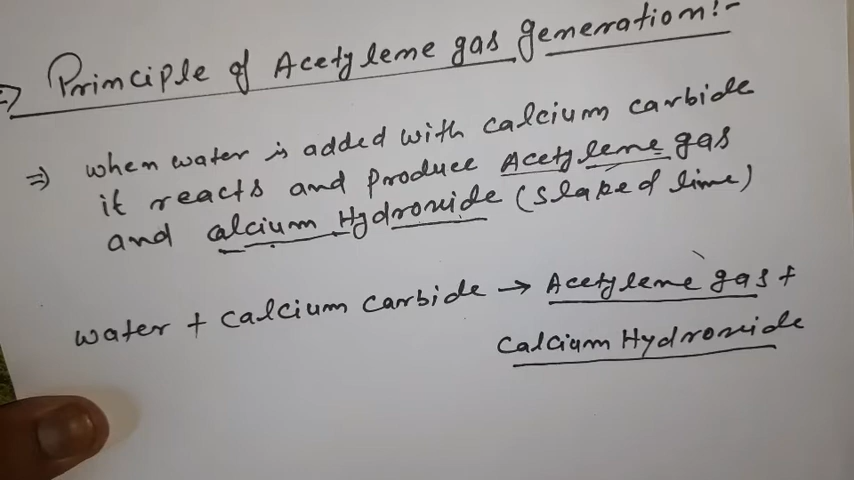 => Principle of Acetylene gas generation:-
=> when water is added with calcium carbide
it reacts and produce Acetylene gas
and calcium Hydroxide (slaked lime)
water + calcium carbide → Acetylene gas +
Calcium Hydroxide